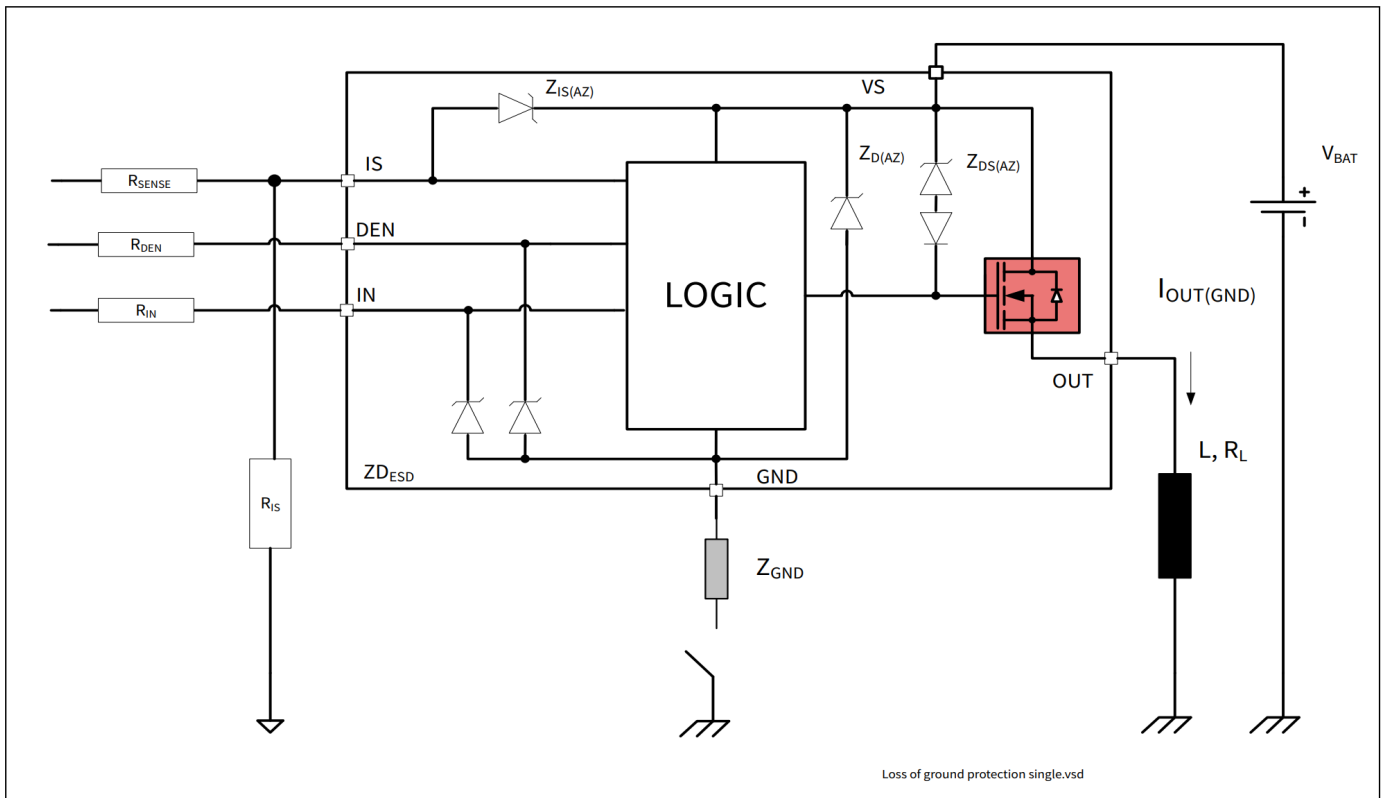 Z_IS(AZ)
VS
Z_D(AZ)
Z_DS(AZ)
V_BAT
IS
R_SENSE
+
-
DEN
R_DEN
IN
R_IN
LOGIC
I_OUT(GND)
OUT
L, R_L
ZD_ESD
GND
R_IS
Z_GND
Loss of ground protection single.vsd